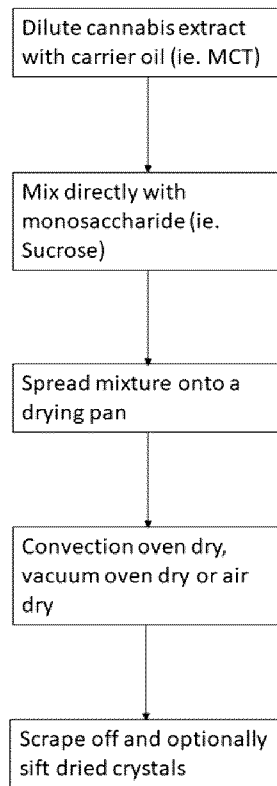 Dilute cannabis extract
with carrier oil (ie. MCT)
Mix directly with
monosaccharide (ie.
Sucrose)
Spread mixture onto a
drying pan
Convection oven dry,
vacuum oven dry or air
dry
Scrape off and optionally
sift dried crystals